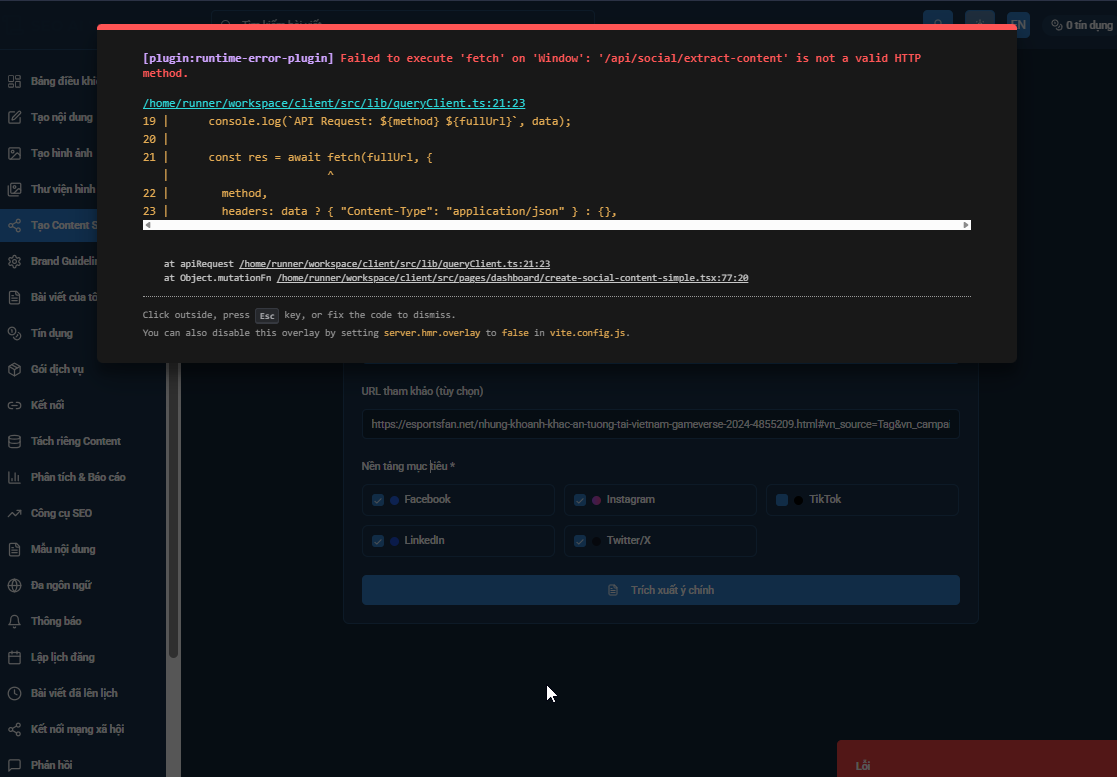 Tìm kiếm bài viết
EN
0 tín dụng
[plugin:runtime-error-plugin] Failed to execute 'fetch' on 'Window': '/api/social/extract-content' is not a valid HTTP
method.
/home/runner/workspace/client/src/lib/queryClient.ts:21:23
19 |      console.log(`API Request: ${method} ${fullUrl}`, data);
20 |
21 |      const res = await fetch(fullUrl, {
|                        ^
22 |        method,
23 |        headers: data ? { "Content-Type": "application/json" } : {},
at apiRequest /home/runner/workspace/client/src/lib/queryClient.ts:21:23
at Object.mutationFn /home/runner/workspace/client/src/pages/dashboard/create-social-content-simple.tsx:77:20
Click outside, press Esc key, or fix the code to dismiss.
You can also disable this overlay by setting server.hmr.overlay to false in vite.config.js.
Bảng điều khi
Tạo nội dung
Tạo hình ảnh
Thư viện hình
Tạo Content S
Brand Guidelin
Bài viết của tô
Tín dụng
Gói dịch vụ
Kết nối
Tách riêng Content
Phân tích & Báo cáo
Công cụ SEO
Mẫu nội dung
Đa ngôn ngữ
Thông báo
Lập lịch đăng
Bài viết đã lên lịch
Kết nối mạng xã hội
Phản hồi
URL tham khảo (tùy chọn)
https://esportsfan.net/nhung-khoanh-khac-an-tuong-tai-vietnam-gameverse-2024-4855209.html#vn_source=Tag&vn_campai
Nền tảng mục tiêu *
Facebook
Instagram
TikTok
LinkedIn
Twitter/X
Trích xuất ý chính
Lỗi